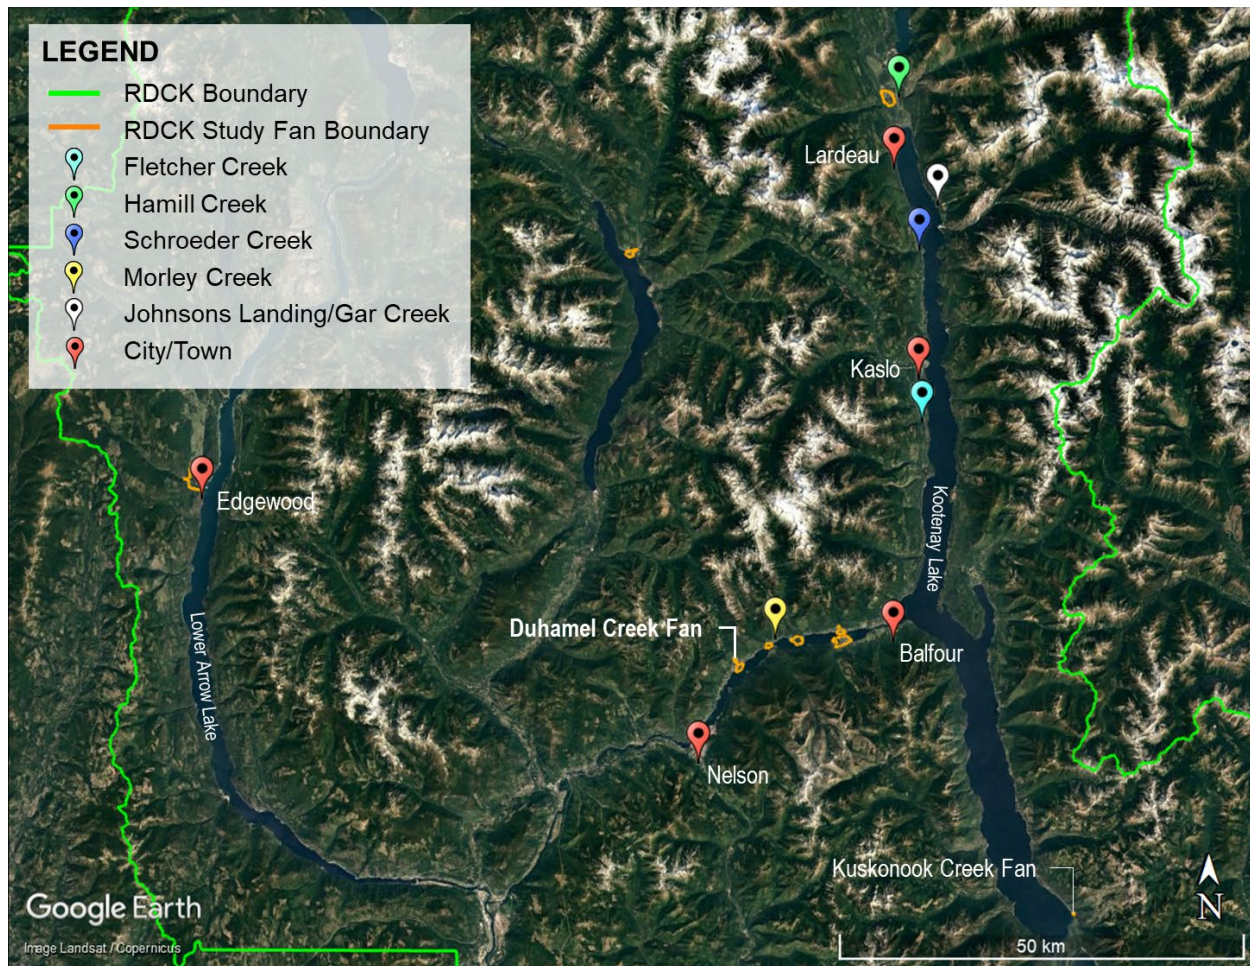 LEGEND
RDCK Boundary
RDCK Study Fan Boundary
Fletcher Creek
Hamill Creek
Schroeder Creek
Morley Creek
Johnsons Landing/Gar Creek
City/Town
Lardeau
Kaslo
Edgewood
Kootenay Lake
Lower Arrow Lake
Duhamel Creek Fan
Balfour
Nelson
Kuskonook Creek Fan
Google Earth
Image Landsat / Copernicus
N
50 km